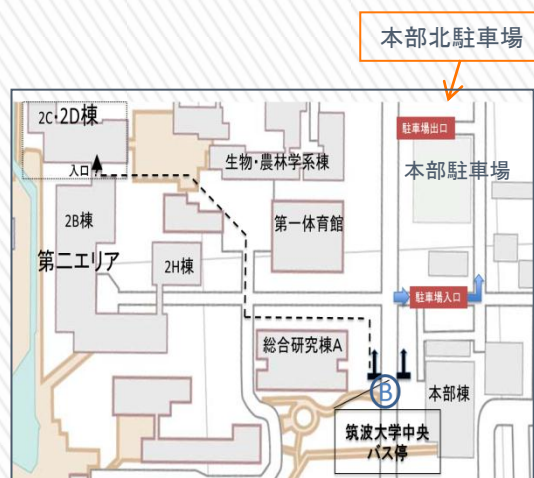 本部北駐車場
2C・2D棟
駐車場出口
入口
生物・農林学系棟
本部駐車場
2B棟
第一体育館
第二エリア
2H棟
駐車場入口
総合研究棟A
B
本部棟
筑波大学中央
バス停